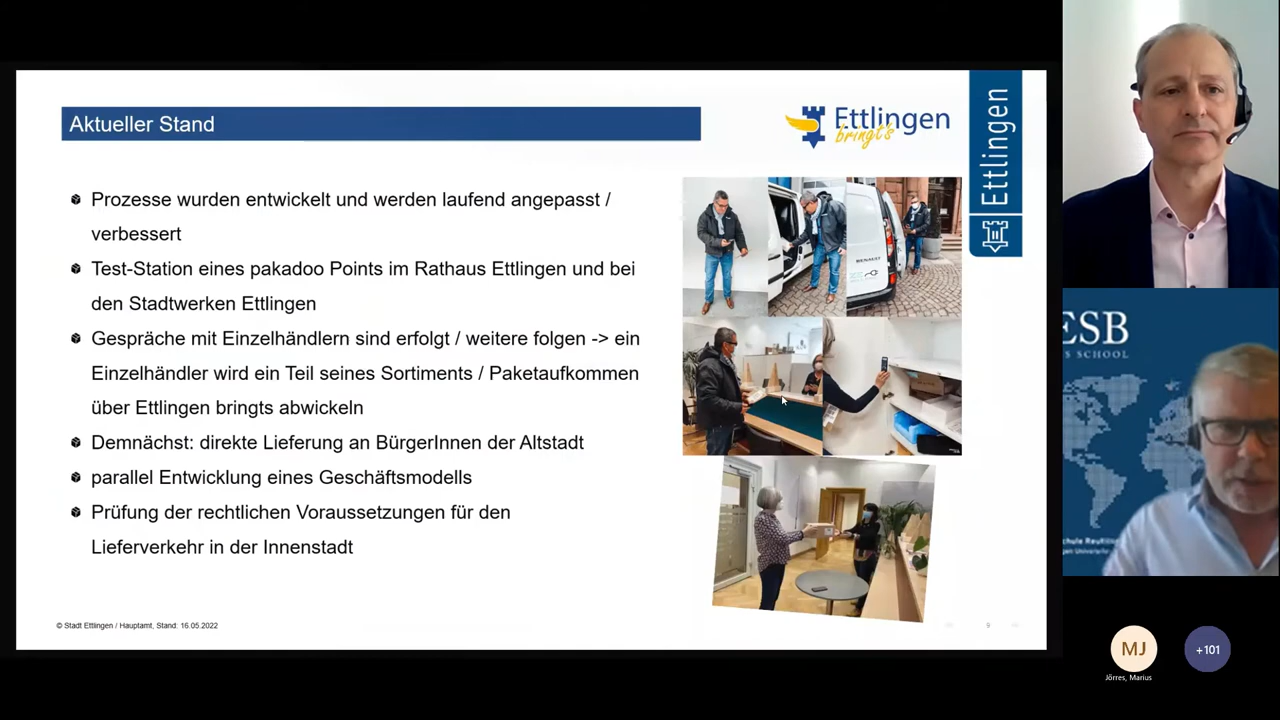 Aktueller Stand
Ettlingen
bringt's
Ettlingen
Prozesse wurden entwickelt und werden laufend angepasst /
verbessert
Test-Station eines pakadoo Points im Rathaus Ettlingen und bei
den Stadtwerken Ettlingen
Gespräche mit Einzelhändlern sind erfolgt / weitere folgen -> ein
Einzelhändler wird ein Teil seines Sortiments / Paketaufkommen
über Ettlingen bringts abwickeln
Demnächst: direkte Lieferung an BürgerInnen der Altstadt
parallel Entwicklung eines Geschäftsmodells
Prüfung der rechtlichen Voraussetzungen für den
Lieferverkehr in der Innenstadt
RENAULT
© Stadt Ettlingen / Hauptamt, Stand: 16.05.2022
9
ESB
SCHOOL
MJ
+101
Jörres, Marius